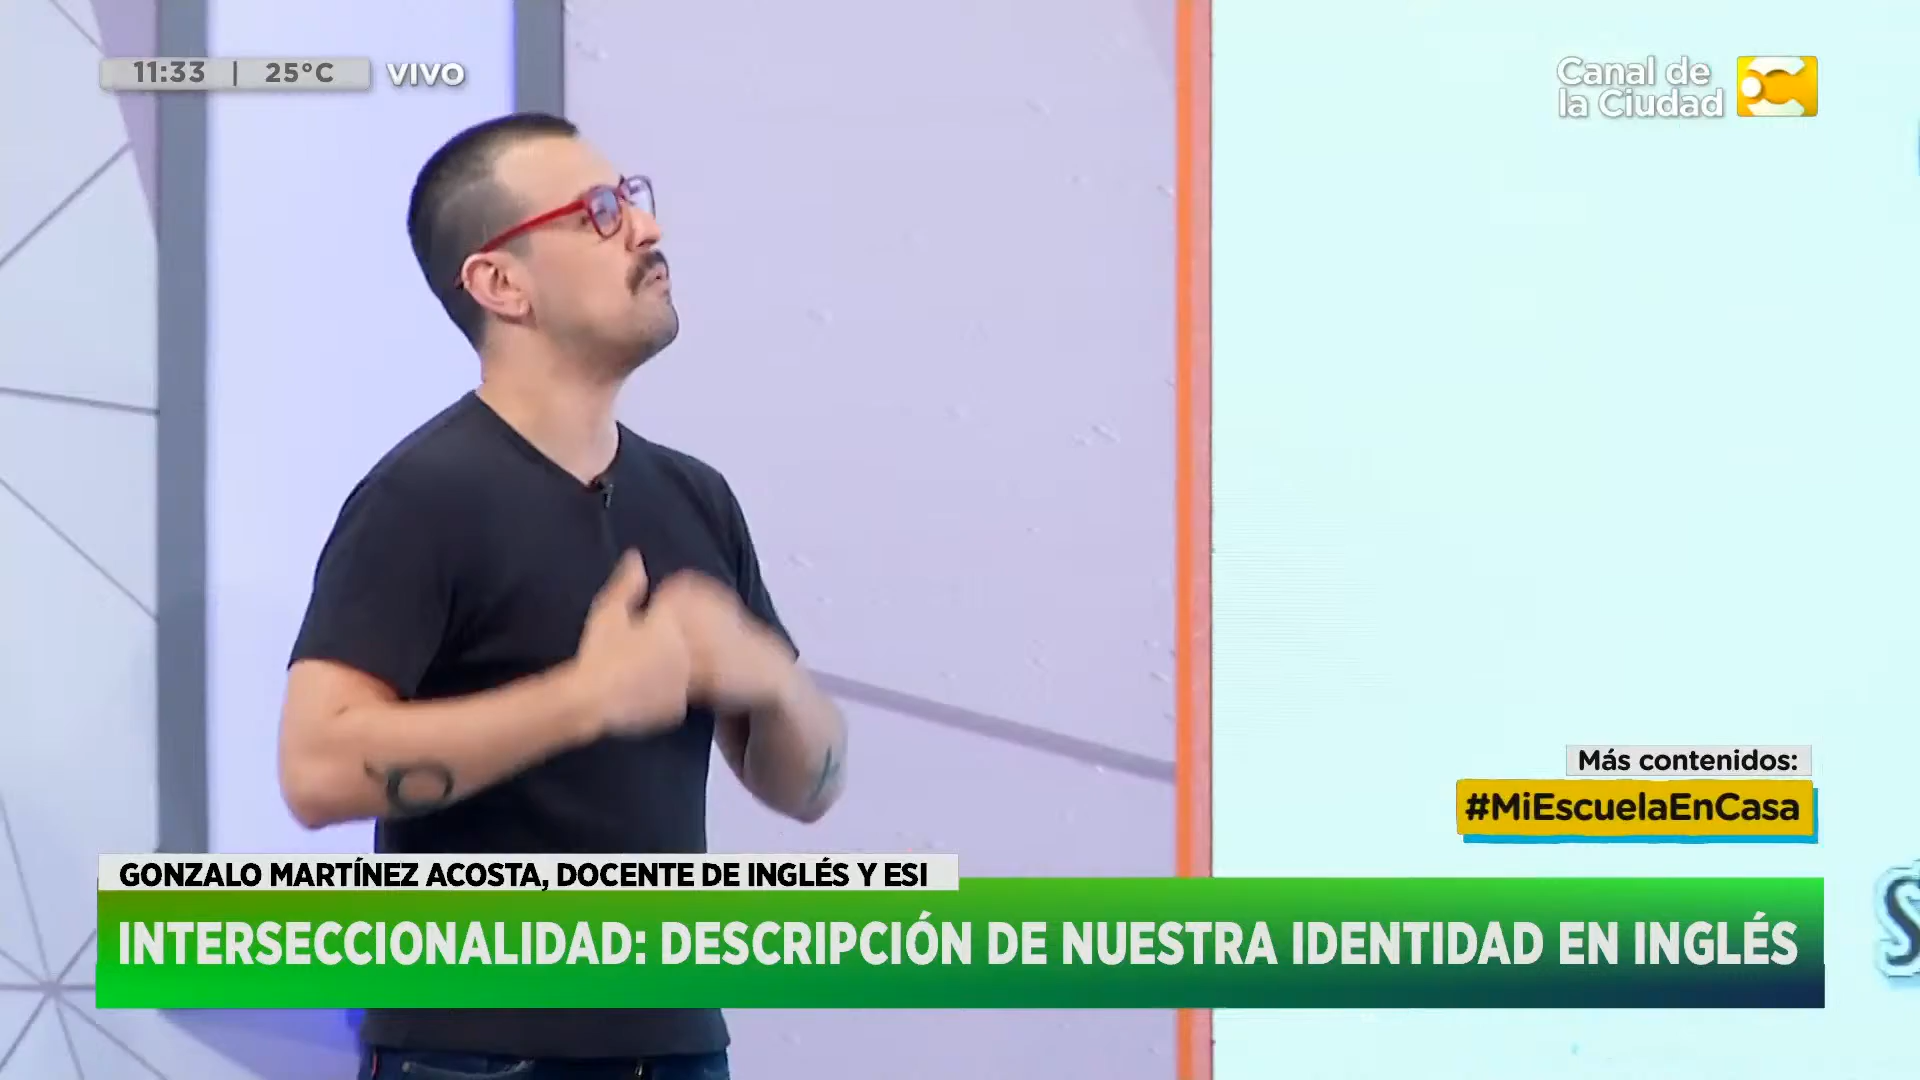 11:33 | 25°C VIVO
Canal de
la Ciudad
Más contenidos:
#MiEscuelaEnCasa
GONZALO MARTÍNEZ ACOSTA, DOCENTE DE INGLÉS Y ESI
INTERSECCIONALIDAD: DESCRIPCIÓN DE NUESTRA IDENTIDAD EN INGLÉS